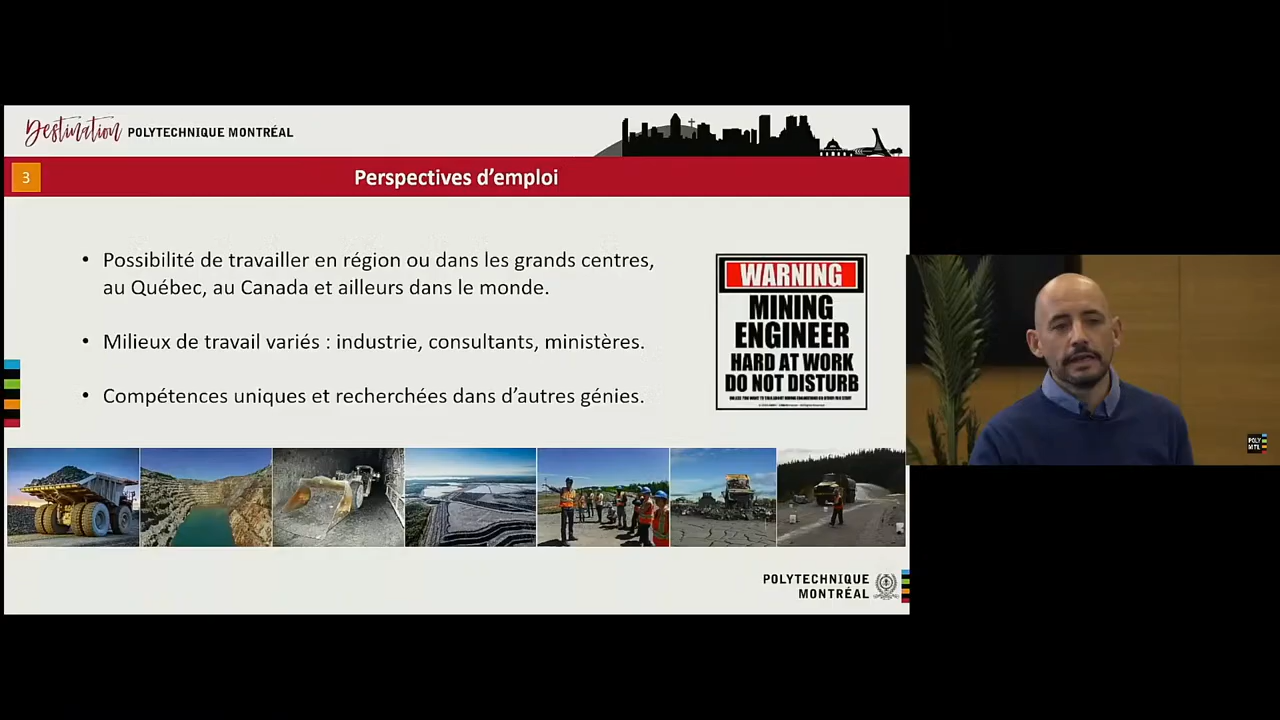 Destination POLYTECHNIQUE MONTRÉAL
3
Perspectives d’emploi
• Possibilité de travailler en région ou dans les grands centres,
au Québec, au Canada et ailleurs dans le monde.
• Milieux de travail variés : industrie, consultants, ministères.
• Compétences uniques et recherchées dans d’autres génies.
WARNING
MINING
ENGINEER
HARD AT WORK
DO NOT DISTURB
POLY
MTL
POLYTECHNIQUE
MONTRÉAL